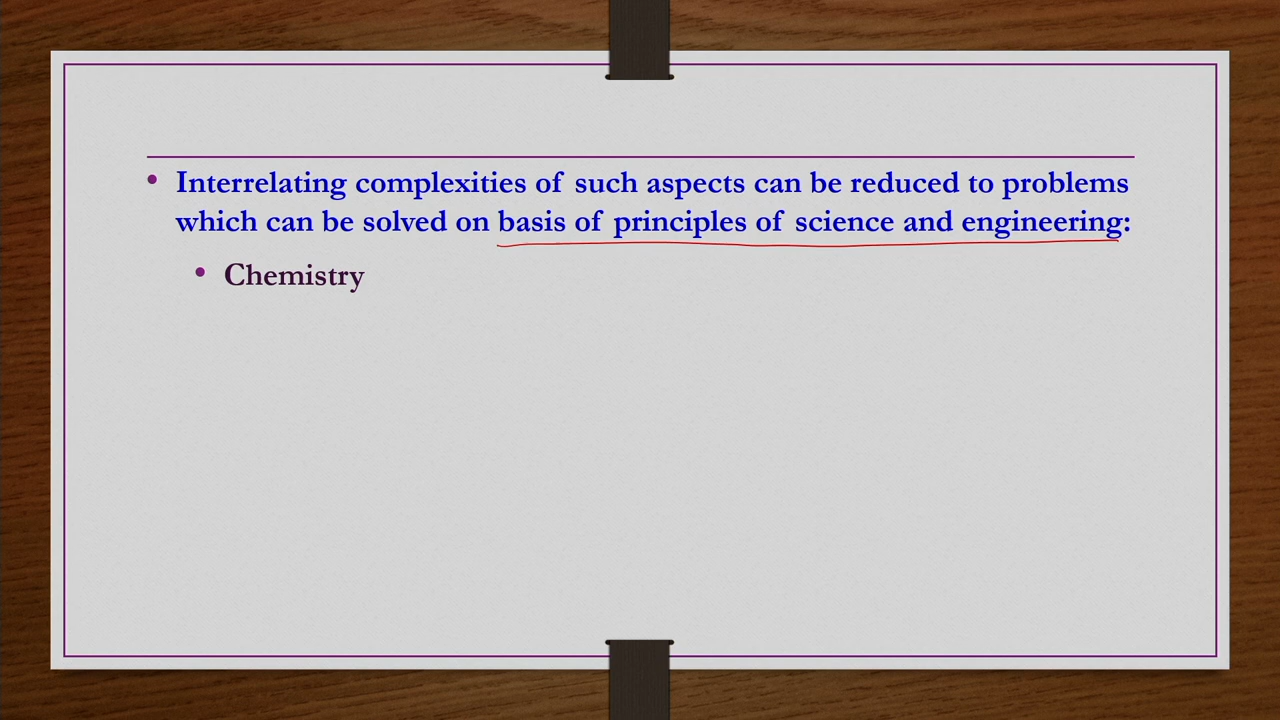 • Interrelating complexities of such aspects can be reduced to problems
which can be solved on basis of principles of science and engineering:
• Chemistry